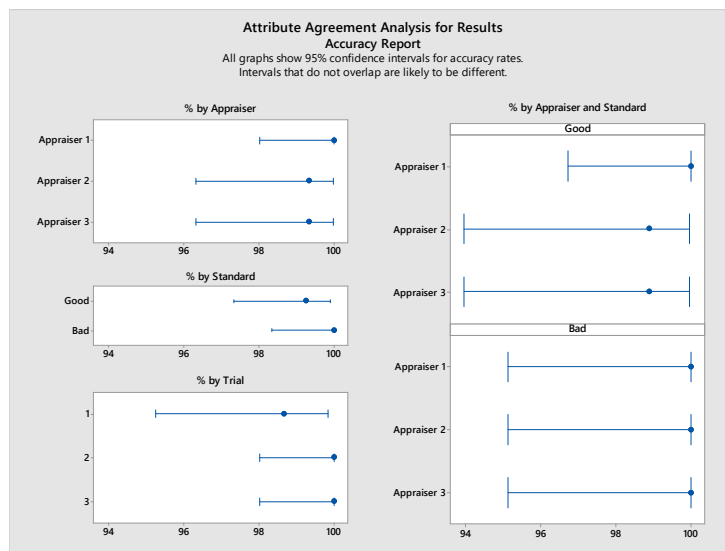 Attribute Agreement Analysis for Results
Accuracy Report
All graphs show 95% confidence intervals for accuracy rates.
Intervals that do not overlap are likely to be different.
% by Appraiser
Appraiser 1
Appraiser 2
Appraiser 3
94 96 98 100
% by Standard
Good
Bad
94 96 98 100
% by Trial
1
2
3
94 96 98 100
% by Appraiser and Standard
Good
Appraiser 1
Appraiser 2
Appraiser 3
Bad
Appraiser 1
Appraiser 2
Appraiser 3
94 96 98 100